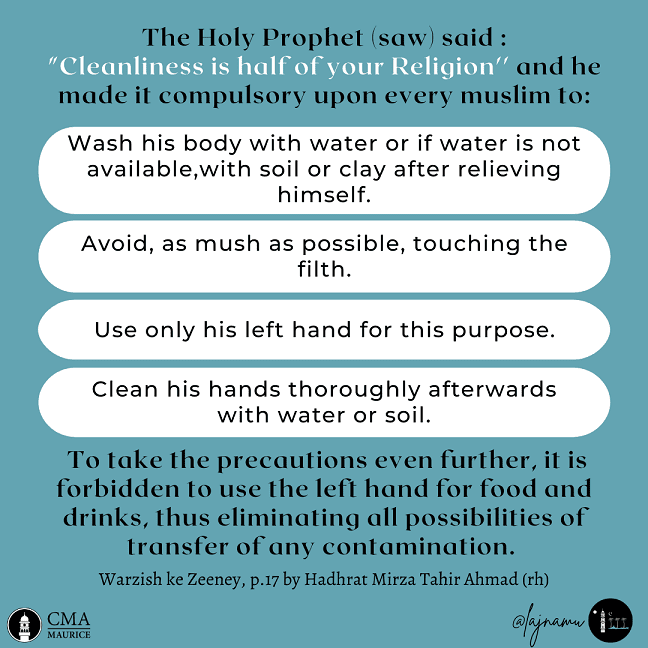 The Holy Prophet (saw) said :
"Cleanliness is half of your Religion'' and he
made it compulsory upon every muslim to:
Wash his body with water or if water is not
available,with soil or clay after relieving
himself.
Avoid, as mush as possible, touching the
filth.
Use only his left hand for this purpose.
Clean his hands thoroughly afterwards
with water or soil.
To take the precautions even further, it is
forbidden to use the left hand for food and
drinks, thus eliminating all possibilities of
transfer of any contamination.
Warzish ke Zeeney, p.17 by Hadhrat Mirza Tahir Ahmad (rh)
CMA
MAURICE
@lajnamu